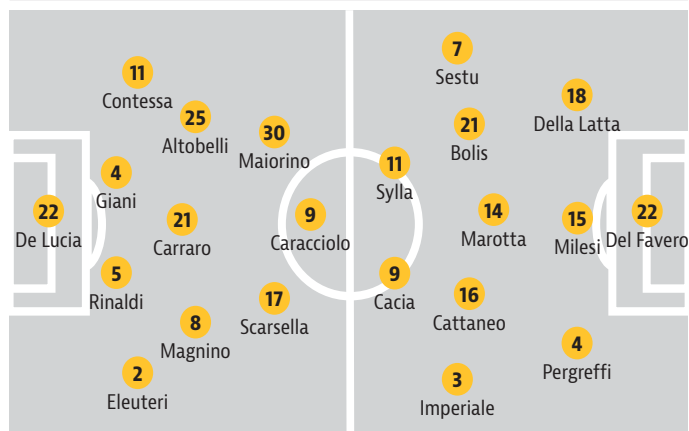 11
Contessa
25
Altobelli
30
Maiorino
4
Giani
22
De Lucia
21
Carraro
9
Caracciolo
5
Rinaldi
17
Scarsella
8
Magnino
2
Eleuteri
7
Sestu
18
Della Latta
21
Bolis
11
Sylla
14
Marotta
15
Milesi
22
Del Favero
9
Cacia
16
Cattaneo
4
Pergreffi
3
Imperiale